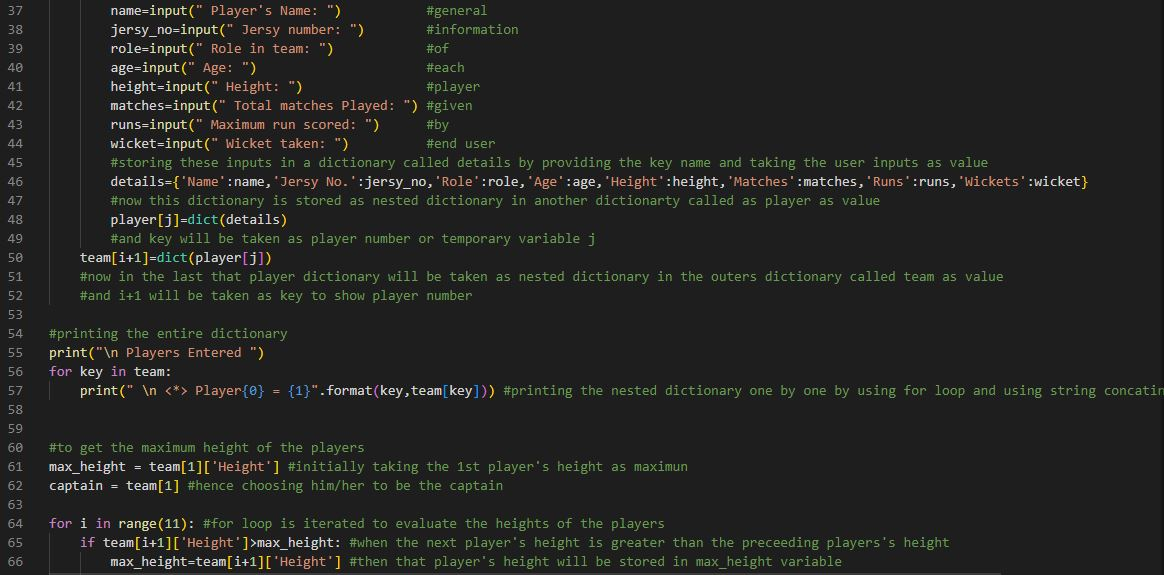 37 name=input(" Player's Name: ") #general
38 jersy_no=input(" Jersy number: ") #information
39 role=input(" Role in team: ") #of
40 age=input(" Age: ") #each
41 height=input(" Height: ") #player
42 matches=input(" Total matches Played: ") #given
43 runs=input(" Maximum run scored: ") #by
44 wicket=input(" Wicket taken: ") #end user
45 #storing these inputs in a dictionary called details by providing the key name and taking the user inputs as value
46 details={'Name':name,'Jersy No.':jersy_no,'Role':role,'Age':age,'Height':height,'Matches':matches,'Runs':runs,'Wickets':wicket}
47 #now this dictionary is stored as nested dictionary in another dictionarty called as player as value
48 player[j]=dict(details)
49 #and key will be taken as player number or temporary variable j
50 team[i+1]=dict(player[j])
51 #now in the last that player dictionary will be taken as nested dictionary in the outers dictionary called team as value
52 #and i+1 will be taken as key to show player number
53
54 #printing the entire dictionary
55 print("\n Players Entered ")
56 for key in team:
57 print(" \n <*> Player{0} = {1}".format(key,team[key])) #printing the nested dictionary one by one by using for loop and using string concatin
58
59
60 #to get the maximum height of the players
61 max_height = team[1]['Height'] #initially taking the 1st player's height as maximun
62 captain = team[1] #hence choosing him/her to be the captain
63
64 for i in range(11): #for loop is iterated to evaluate the heights of the players
65 if team[i+1]['Height']>max_height: #when the next player's height is greater than the preceeding players's height
66 max_height=team[i+1]['Height'] #then that player's height will be stored in max_height variable